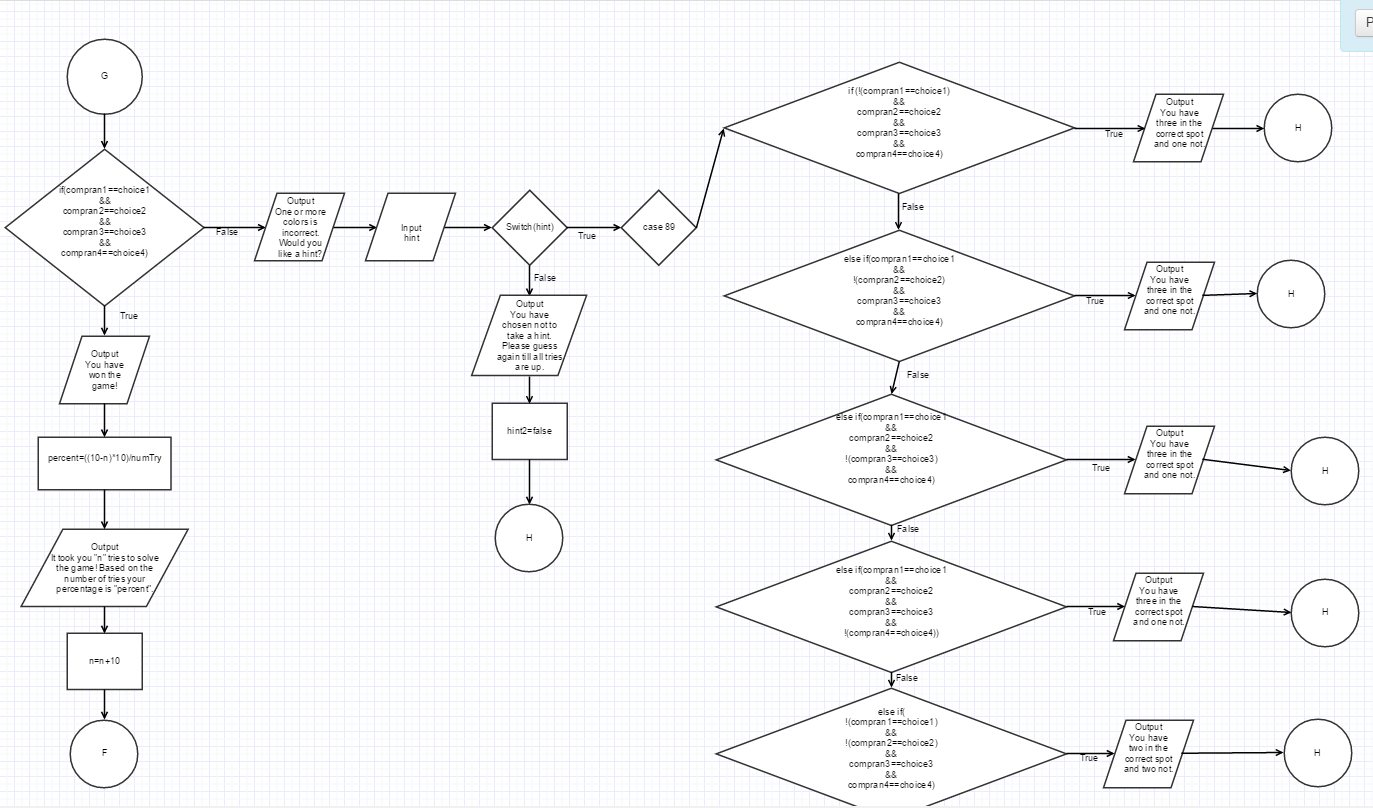 P
G
if(compran1==choice1
&&
compran2==choice2
&&
compran3==choice3
&&
compran4==choice4)
False
True
Output
One or more
colors is
incorrect.
Would you
like a hint?
Input
hint
Switch(hint)
True
False
case 89
Output
You have
chosen not to
take a hint.
Please guess
again till all tries
are up.
hint2=false
H
Output
You have
won the
game!
percent=((10-n)*10)/numTry
Output
It took you "n" tries to solve
the game! Based on the
number of tries your
percentage is "percent".
n=n+10
F
if(!(compran1==choice1)
&&
compran2==choice2
&&
compran3==choice3
&&
compran4==choice4)
True
Output
You have
three in the
correct spot
and one not.
H
False
else if(compran1==choice1
&&
!(compran2==choice2)
&&
compran3==choice3
&&
compran4==choice4)
True
Output
You have
three in the
correct spot
and one not.
H
False
else if(compran1==choice1
&&
compran2==choice2
&&
!(compran3==choice3)
&&
compran4==choice4)
True
Output
You have
three in the
correct spot
and one not.
H
False
else if(compran1==choice1
&&
compran2==choice2
&&
compran3==choice3
&&
!(compran4==choice4))
True
Output
You have
three in the
correct spot
and one not.
H
False
else if(
!(compran1==choice1)
&&
!(compran2==choice2)
&&
compran3==choice3
&&
compran4==choice4)
True
Output
You have
two in the
correct spot
and two not.
H